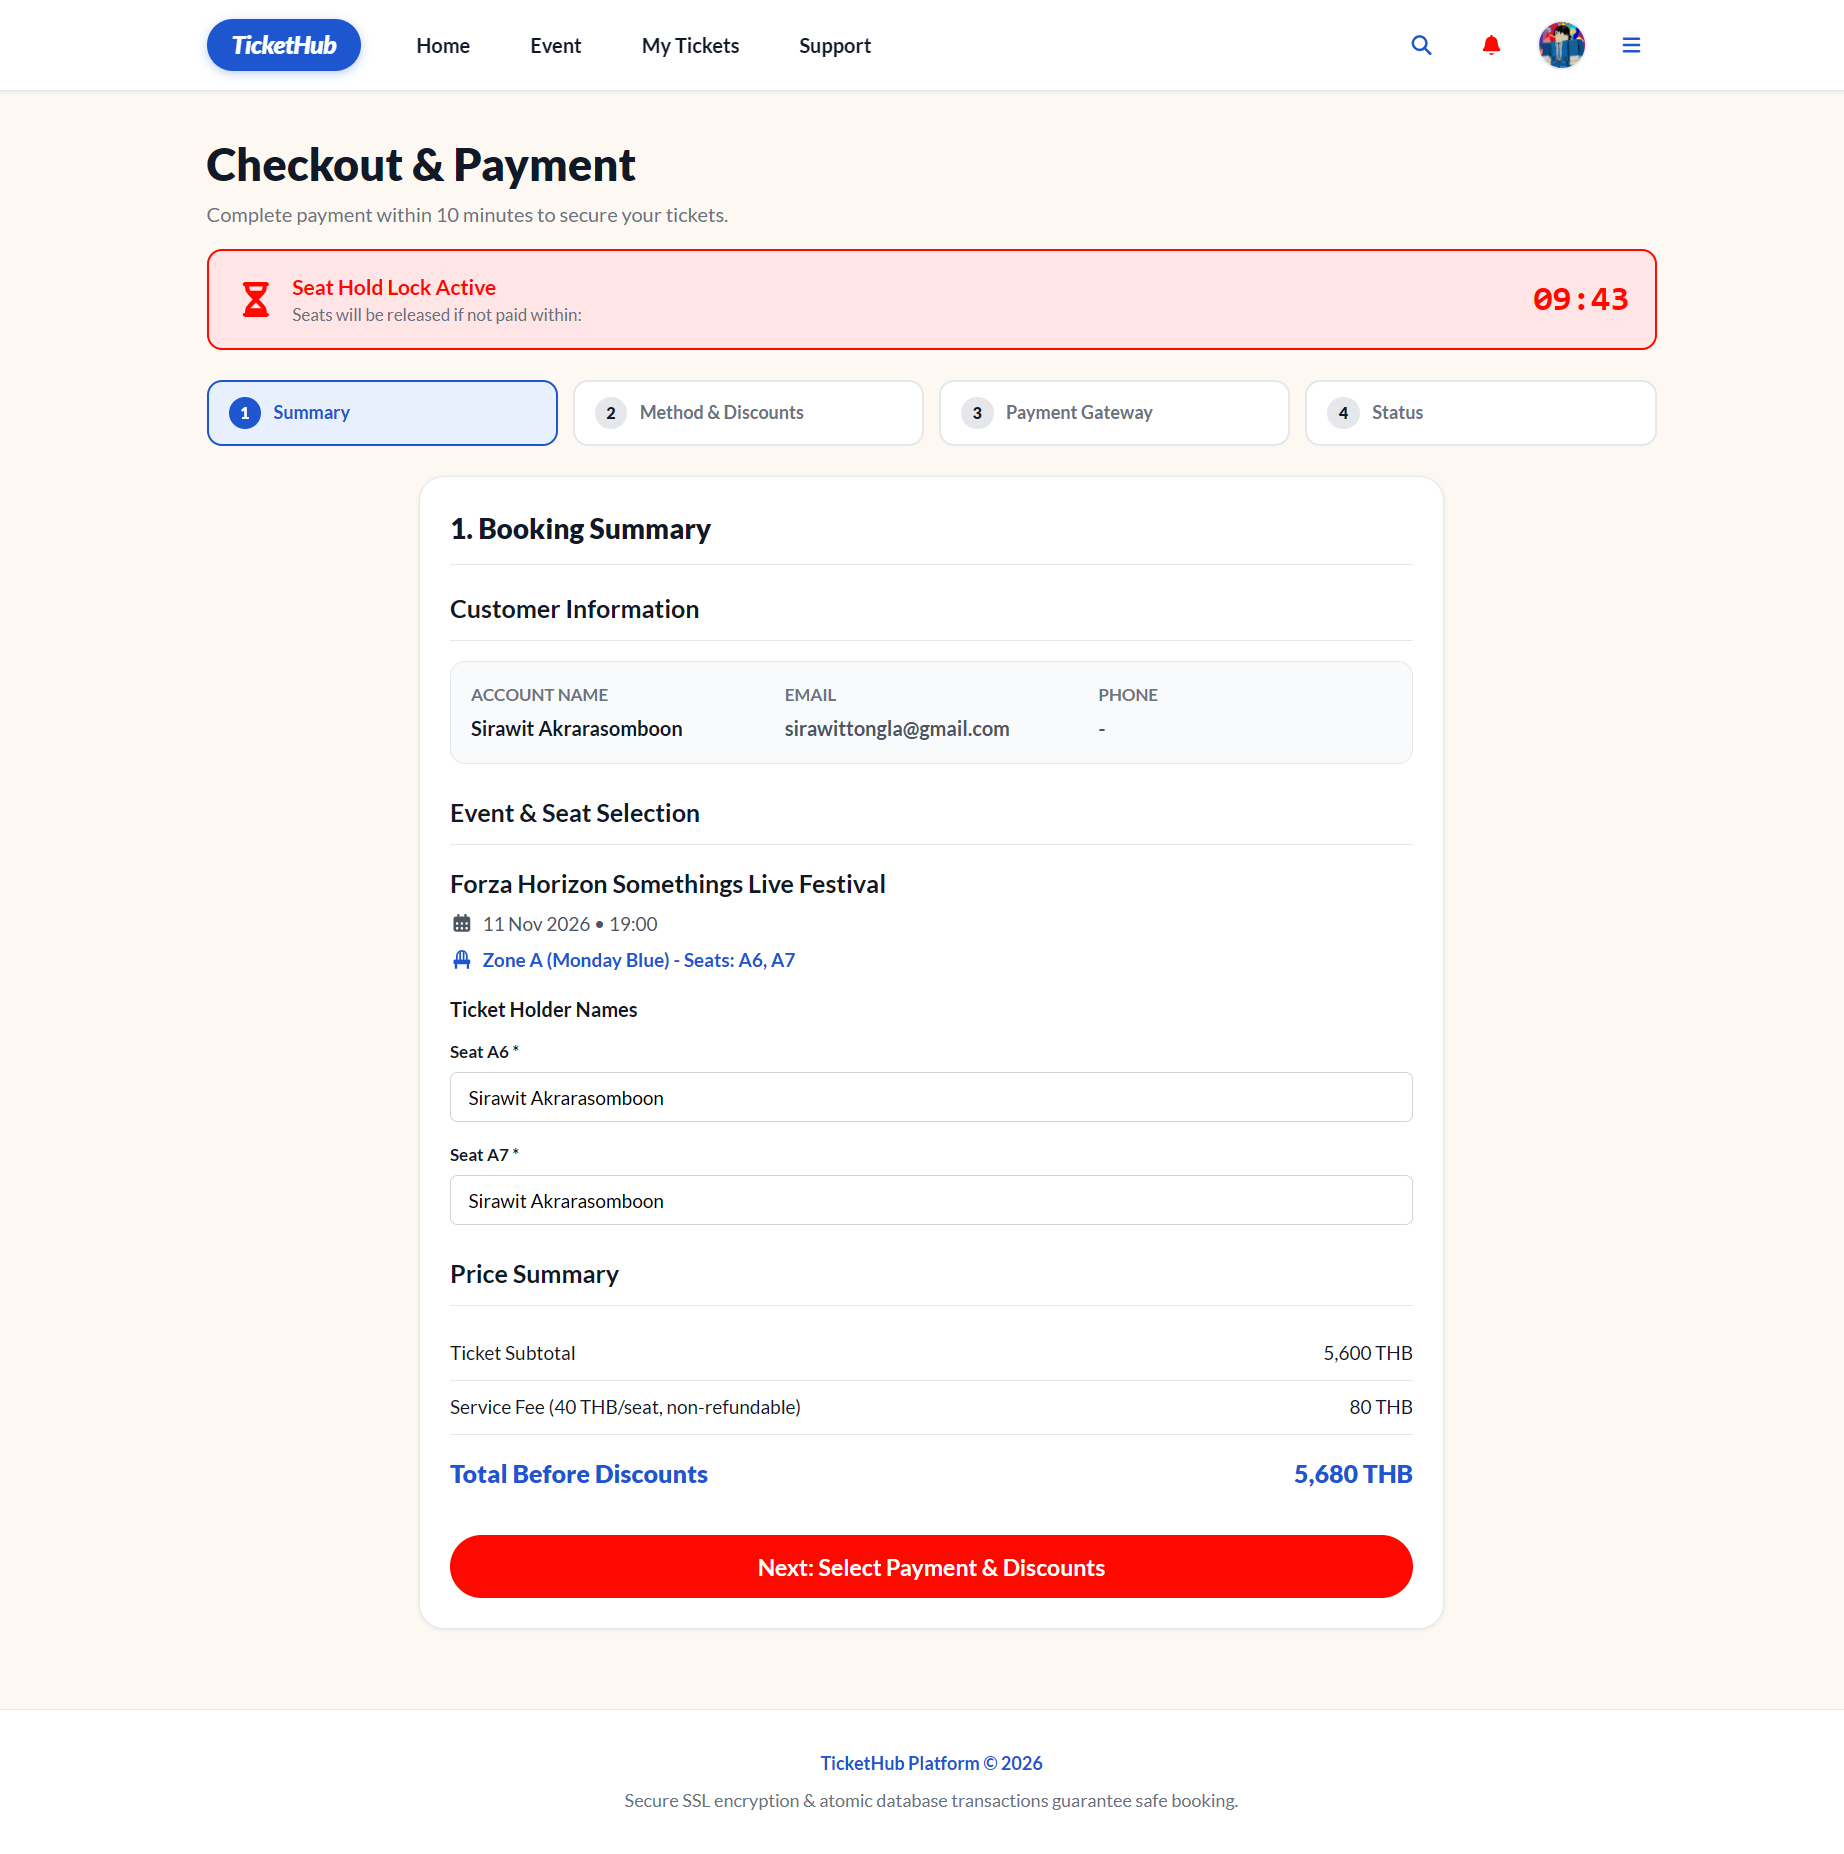 TicketHub
Home
Event
My Tickets
Support
Checkout & Payment
Complete payment within 10 minutes to secure your tickets.
Seat Hold Lock Active
Seats will be released if not paid within:
09:43
1 Summary
2 Method & Discounts
3 Payment Gateway
4 Status
1. Booking Summary
Customer Information
ACCOUNT NAME
Sirawit Akrarasomboon
EMAIL
sirawittongla@gmail.com
PHONE
-
Event & Seat Selection
Forza Horizon Somethings Live Festival
11 Nov 2026 • 19:00
Zone A (Monday Blue) - Seats: A6, A7
Ticket Holder Names
Seat A6 *
Sirawit Akrarasomboon
Seat A7 *
Sirawit Akrarasomboon
Price Summary
Ticket Subtotal 5,600 THB
Service Fee (40 THB/seat, non-refundable) 80 THB
Total Before Discounts 5,680 THB
Next: Select Payment & Discounts
TicketHub Platform © 2026
Secure SSL encryption & atomic database transactions guarantee safe booking.